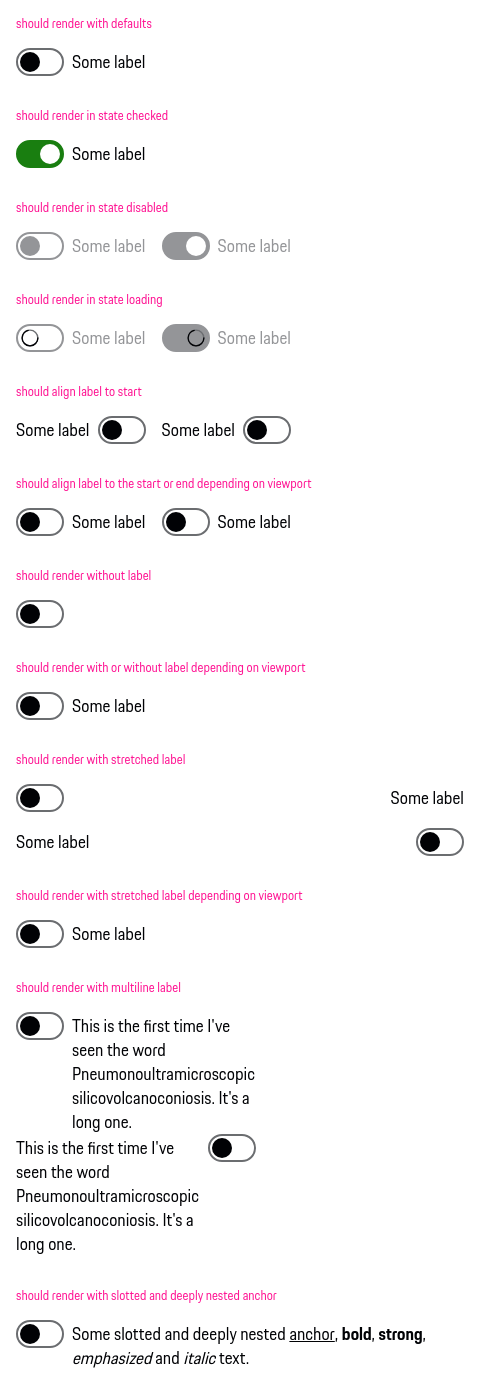 should render with defaults
Some label
should render in state checked
Some label
should render in state disabled
Some label Some label
should render in state loading
Some label Some label
should align label to start
Some label Some label
should align label to the start or end depending on viewport
Some label Some label
should render without label
should render with or without label depending on viewport
Some label
should render with stretched label
Some label
Some label
should render with stretched label depending on viewport
Some label
should render with multiline label
This is the first time I've
seen the word
Pneumonoultramicroscopic
silicovolcanoconiosis. It's a
long one.
This is the first time I've
seen the word
Pneumonoultramicroscopic
silicovolcanoconiosis. It's a
long one.
should render with slotted and deeply nested anchor
Some slotted and deeply nested anchor, bold, strong,
emphasized and italic text.